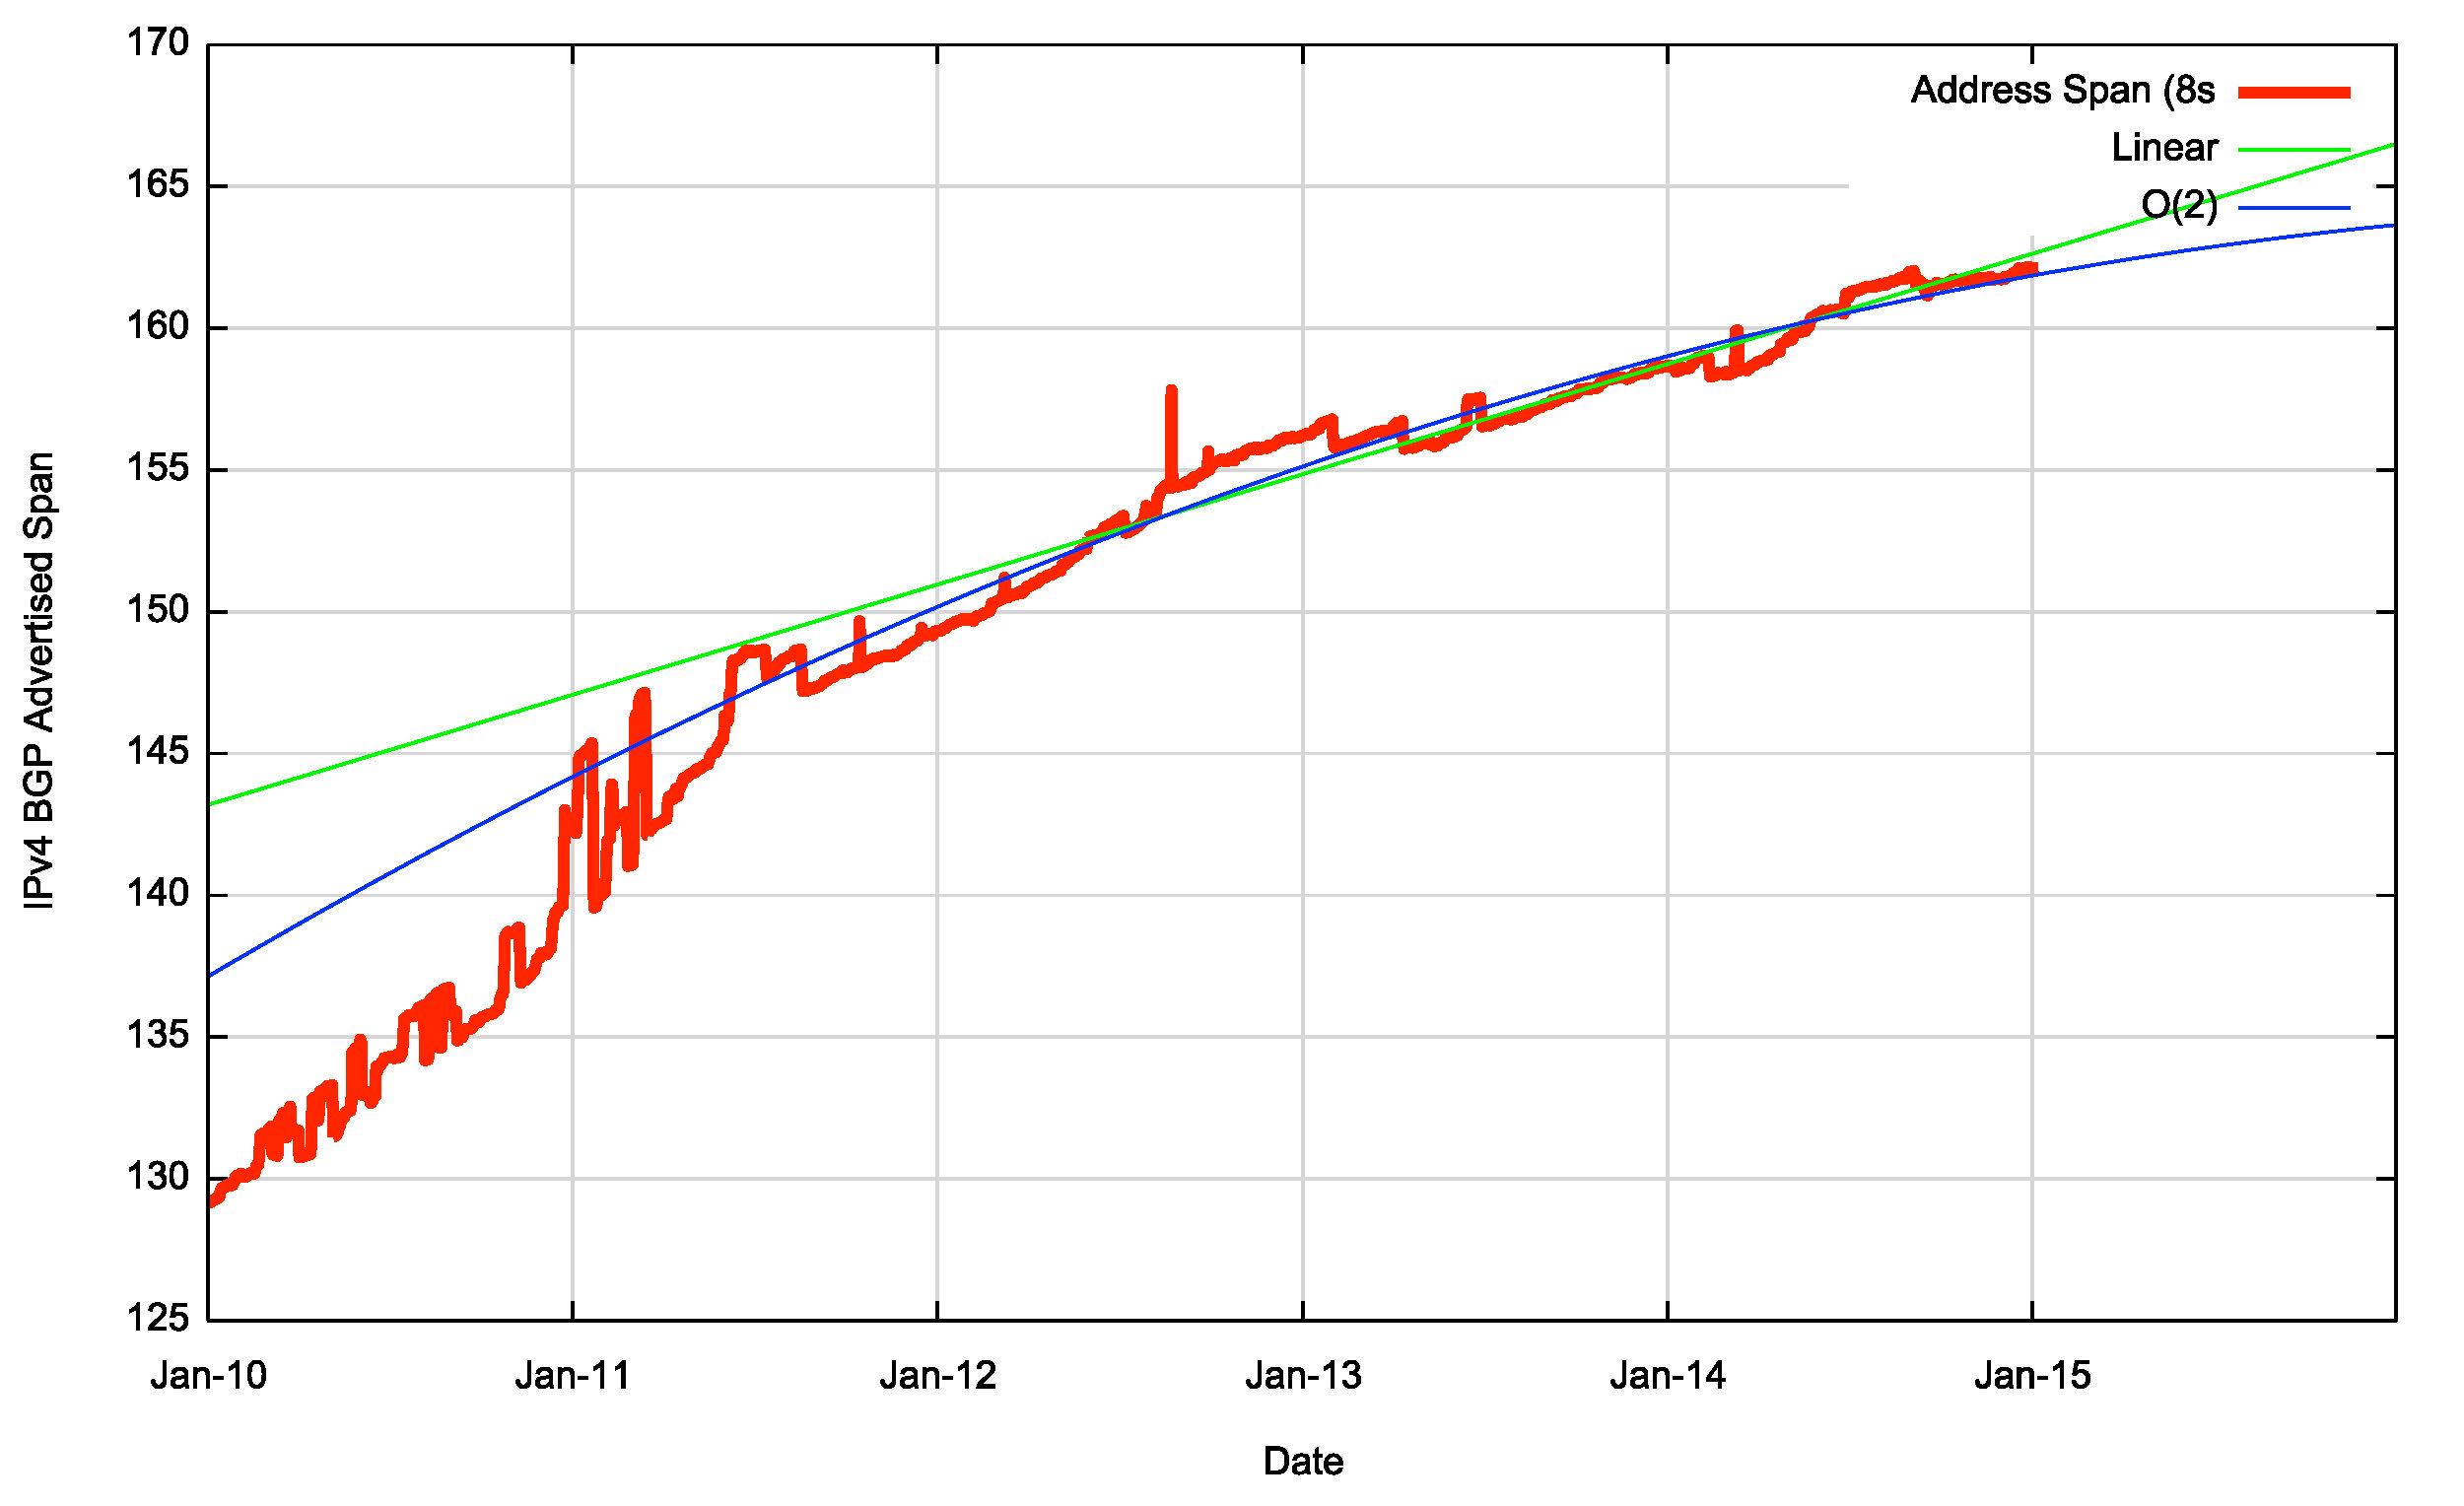 170
165
160
155
150
145
140
135
130
125
IPv4 BGP Advertised Span
Address Span (8s
Linear
O(2)
Jan-10
Jan-11
Jan-12
Jan-13
Jan-14
Jan-15
Date